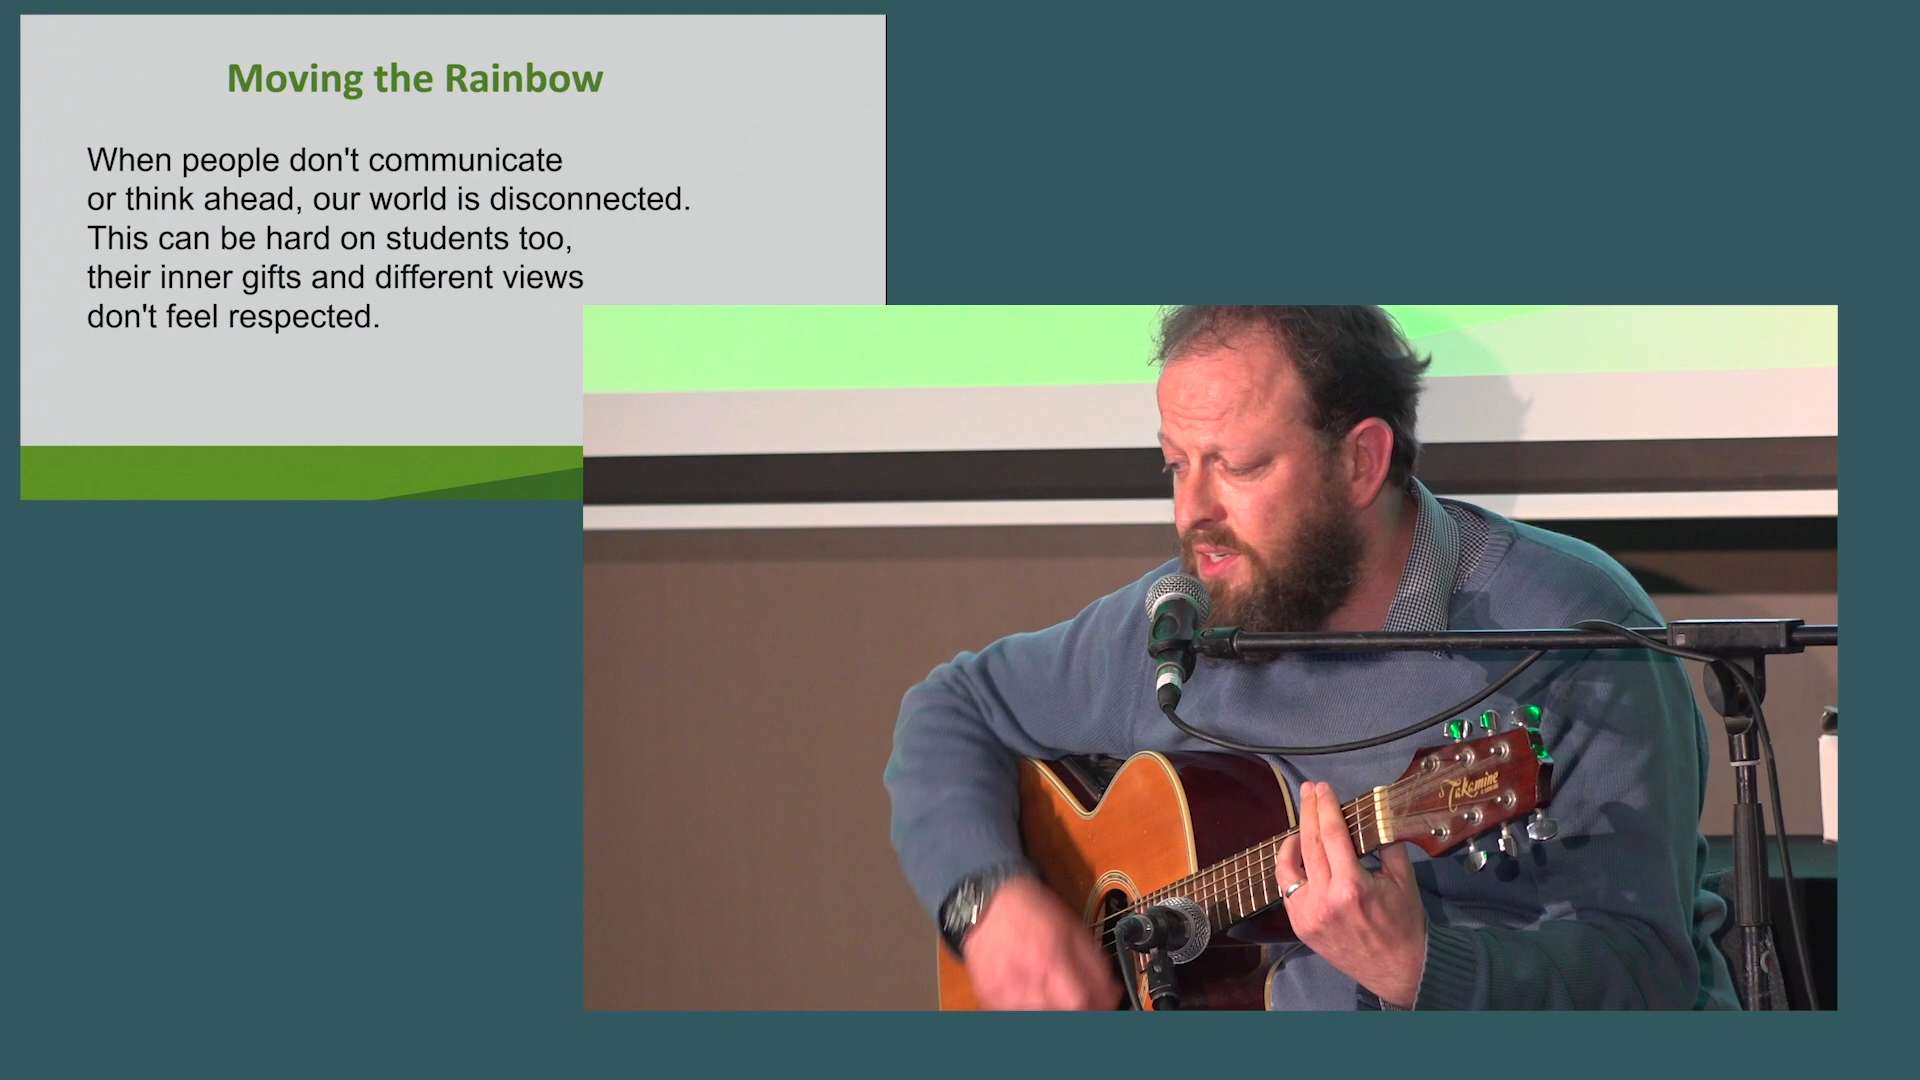 Moving the Rainbow
When people don't communicate
or think ahead, our world is disconnected.
This can be hard on students too,
their inner gifts and different views
don't feel respected.
Takamine